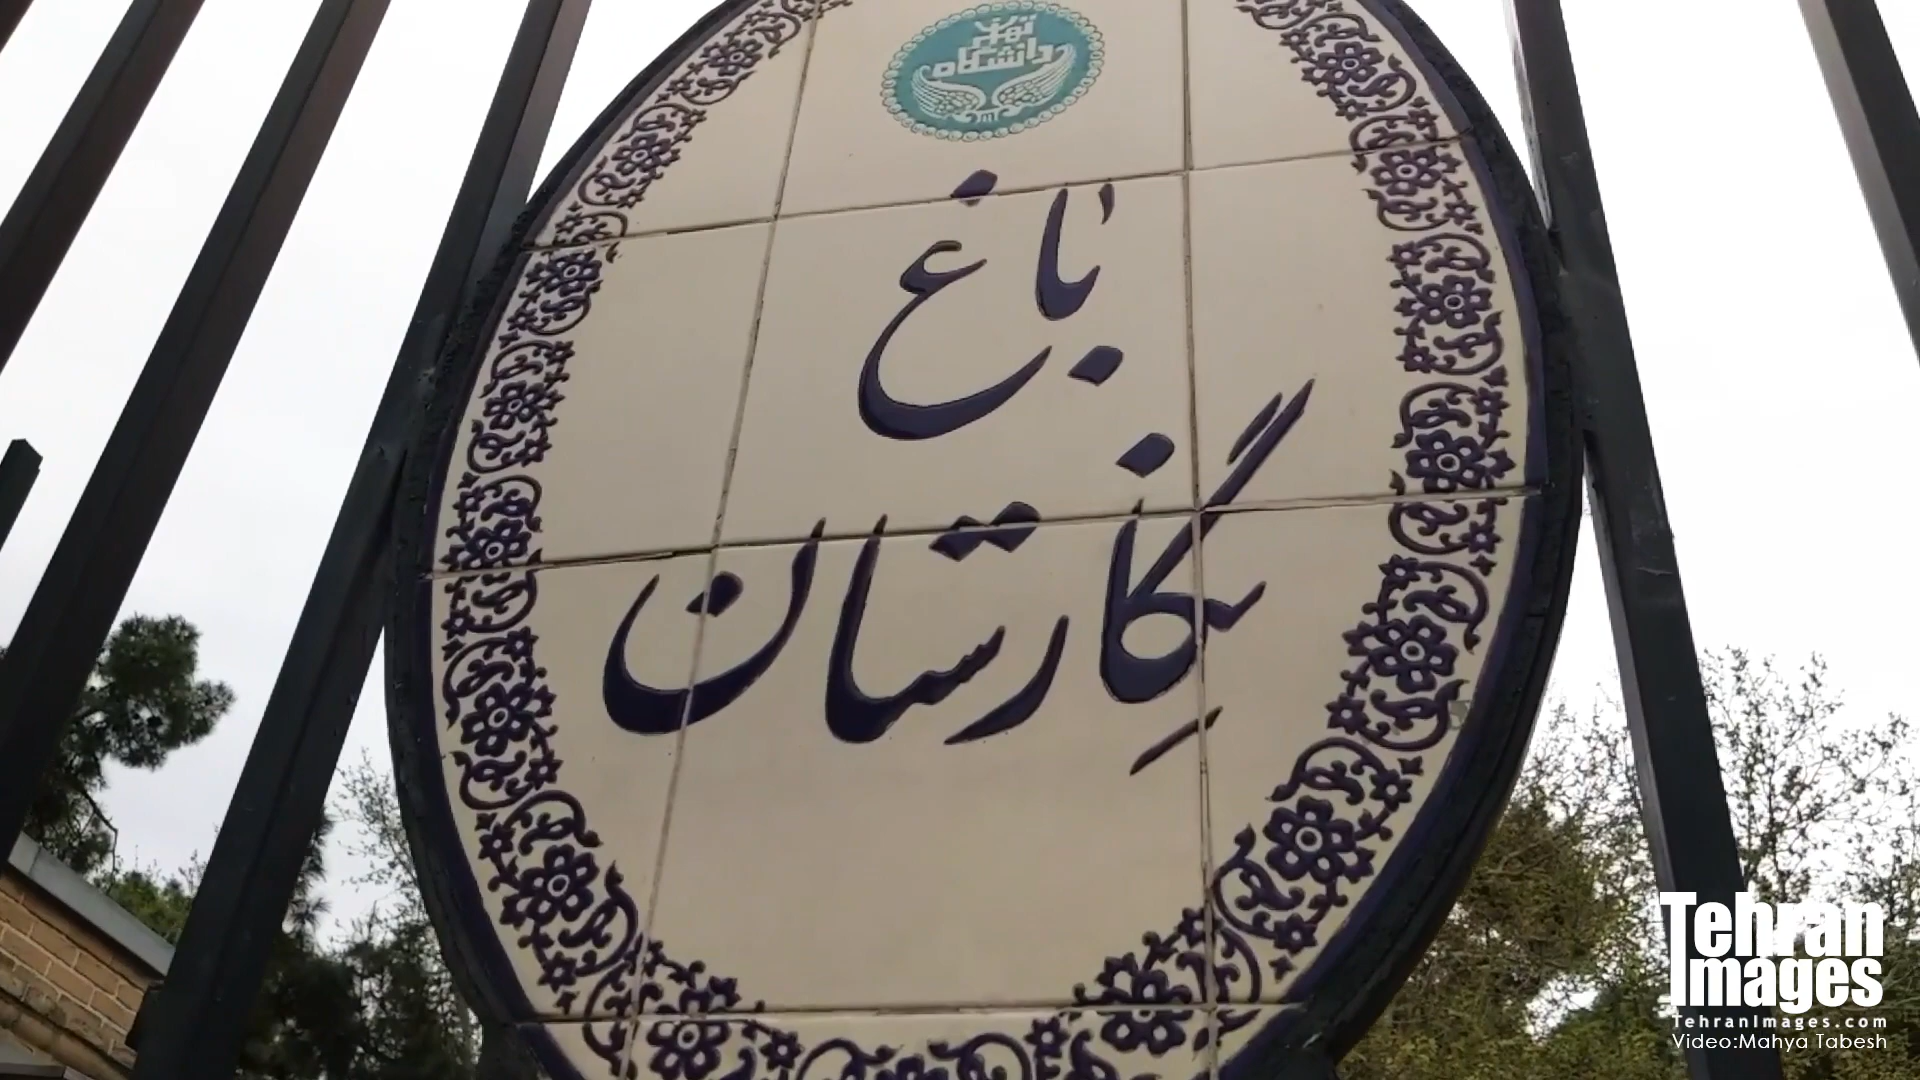 دانشگاه
تهران
باغ
نگارستان
Tehran
Images
TehranImages.com
Video:Mahya Tabesh